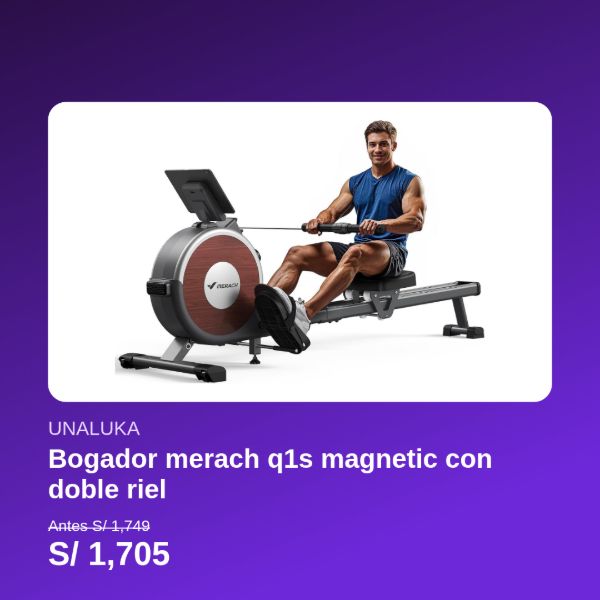 MERACH
UNALUKA
Bogador merach q1s magnetic con
doble riel
Antes S/ 1,749
S/ 1,705